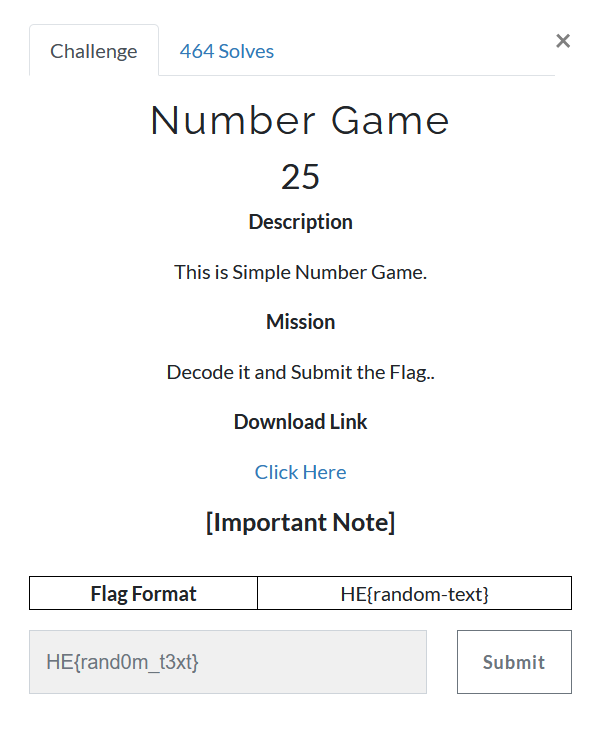 Challenge
464 Solves
×
Number Game
25
Description
This is Simple Number Game.
Mission
Decode it and Submit the Flag..
Download Link
Click Here
[Important Note]
Flag Format HE{random-text}
HE{rand0m_t3xt} Submit